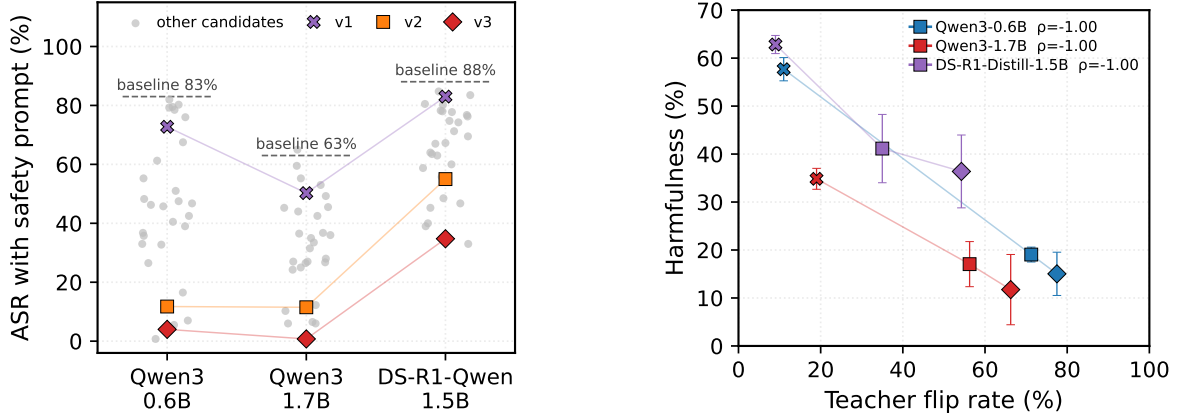 ASR with safety prompt (%)
100
80
60
40
20
0
other candidates v1 v2 v3
baseline 83%
baseline 63%
baseline 88%
Qwen3
0.6B
Qwen3
1.7B
DS-R1-Qwen
1.5B
Harmfulness (%)
70
60
50
40
30
20
10
0
Qwen3-0.6B ρ=-1.00
Qwen3-1.7B ρ=-1.00
DS-R1-Distill-1.5B ρ=-1.00
0 20 40 60 80 100
Teacher flip rate (%)